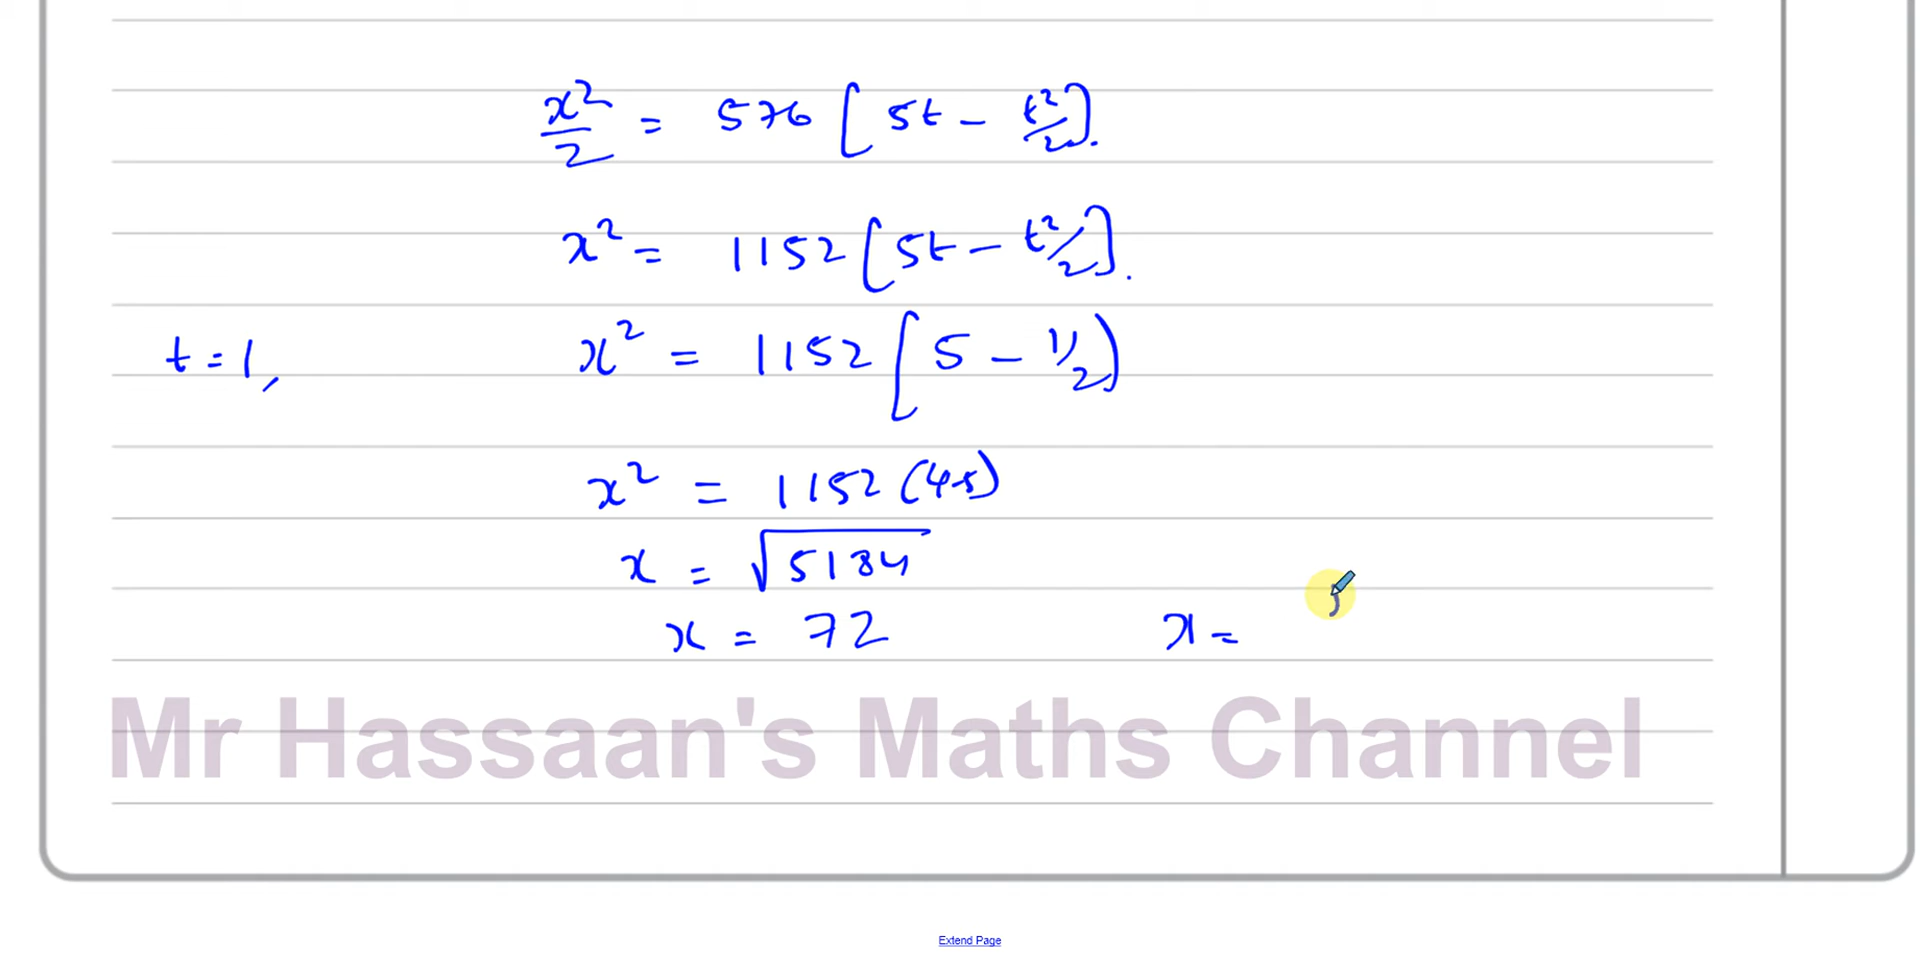 x²/2 = 576 [ 5t - t²/2 ].
x² = 1152 [ 5t - t²/2 ].
t = 1, x² = 1152 [ 5 - 1/2 )
x² = 1152 (4.5)
x = √5184
x = 72 x =
Mr Hassaan's Maths Channel
Extend Page